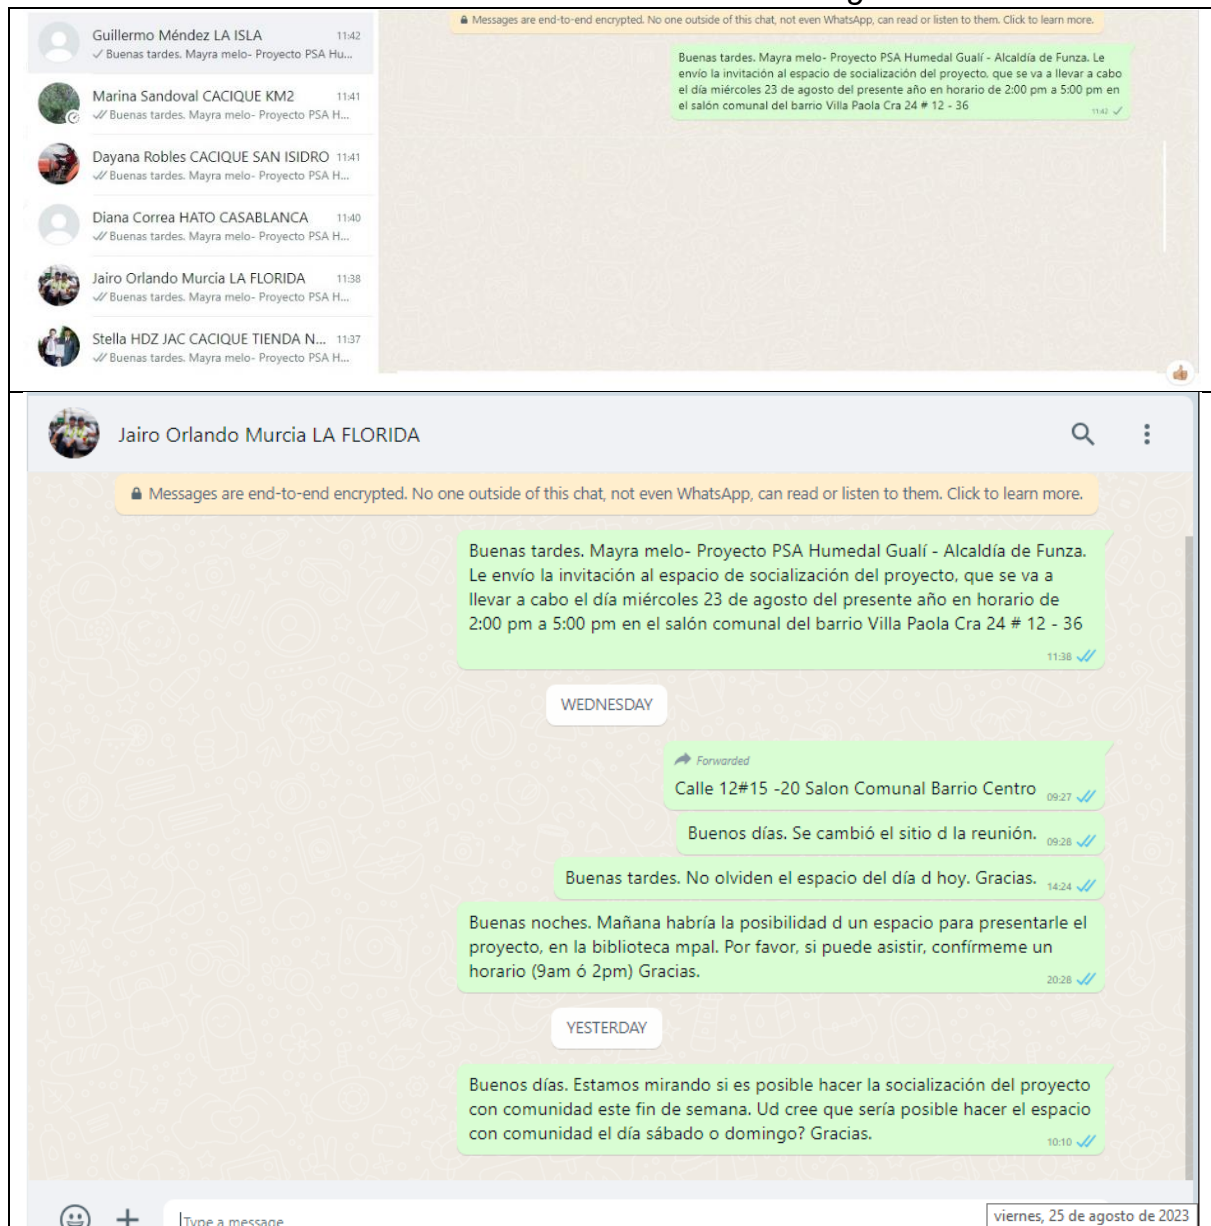 Guillermo Méndez LA ISLA 11:42
Buenas tardes. Mayra melo- Proyecto PSA Hu...
Marina Sandoval CACIQUE KM2 11:41
Buenas tardes. Mayra melo- Proyecto PSA H...
Dayana Robles CACIQUE SAN ISIDRO 11:41
Buenas tardes. Mayra melo- Proyecto PSA H...
Diana Correa HATO CASABLANCA 11:40
Buenas tardes. Mayra melo- Proyecto PSA H...
Jairo Orlando Murcia LA FLORIDA 11:38
Buenas tardes. Mayra melo- Proyecto PSA H...
Stella HDZ JAC CACIQUE TIENDA N... 11:37
Buenas tardes. Mayra melo- Proyecto PSA H...
Messages are end-to-end encrypted. No one outside of this chat, not even WhatsApp, can read or listen to them. Click to learn more.
Buenas tardes. Mayra melo- Proyecto PSA Humedal Gualí - Alcaldía de Funza. Le
envío la invitación al espacio de socialización del proyecto, que se va a llevar a cabo
el día miércoles 23 de agosto del presente año en horario de 2:00 pm a 5:00 pm en
el salón comunal del barrio Villa Paola Cra 24 # 12 - 36
11:42
Jairo Orlando Murcia LA FLORIDA
Messages are end-to-end encrypted. No one outside of this chat, not even WhatsApp, can read or listen to them. Click to learn more.
Buenas tardes. Mayra melo- Proyecto PSA Humedal Gualí - Alcaldía de Funza.
Le envío la invitación al espacio de socialización del proyecto, que se va a
llevar a cabo el día miércoles 23 de agosto del presente año en horario de
2:00 pm a 5:00 pm en el salón comunal del barrio Villa Paola Cra 24 # 12 - 36
11:38
WEDNESDAY
Forwarded
Calle 12#15 -20 Salon Comunal Barrio Centro 09:27
Buenos días. Se cambió el sitio d la reunión. 09:28
Buenas tardes. No olviden el espacio del día d hoy. Gracias. 14:24
Buenas noches. Mañana habría la posibilidad d un espacio para presentarle el
proyecto, en la biblioteca mpal. Por favor, si puede asistir, confírmeme un
horario (9am ó 2pm) Gracias.
20:28
YESTERDAY
Buenos días. Estamos mirando si es posible hacer la socialización del proyecto
con comunidad este fin de semana. Ud cree que sería posible hacer el espacio
con comunidad el día sábado o domingo? Gracias.
10:10
Type a message
viernes, 25 de agosto de 2023